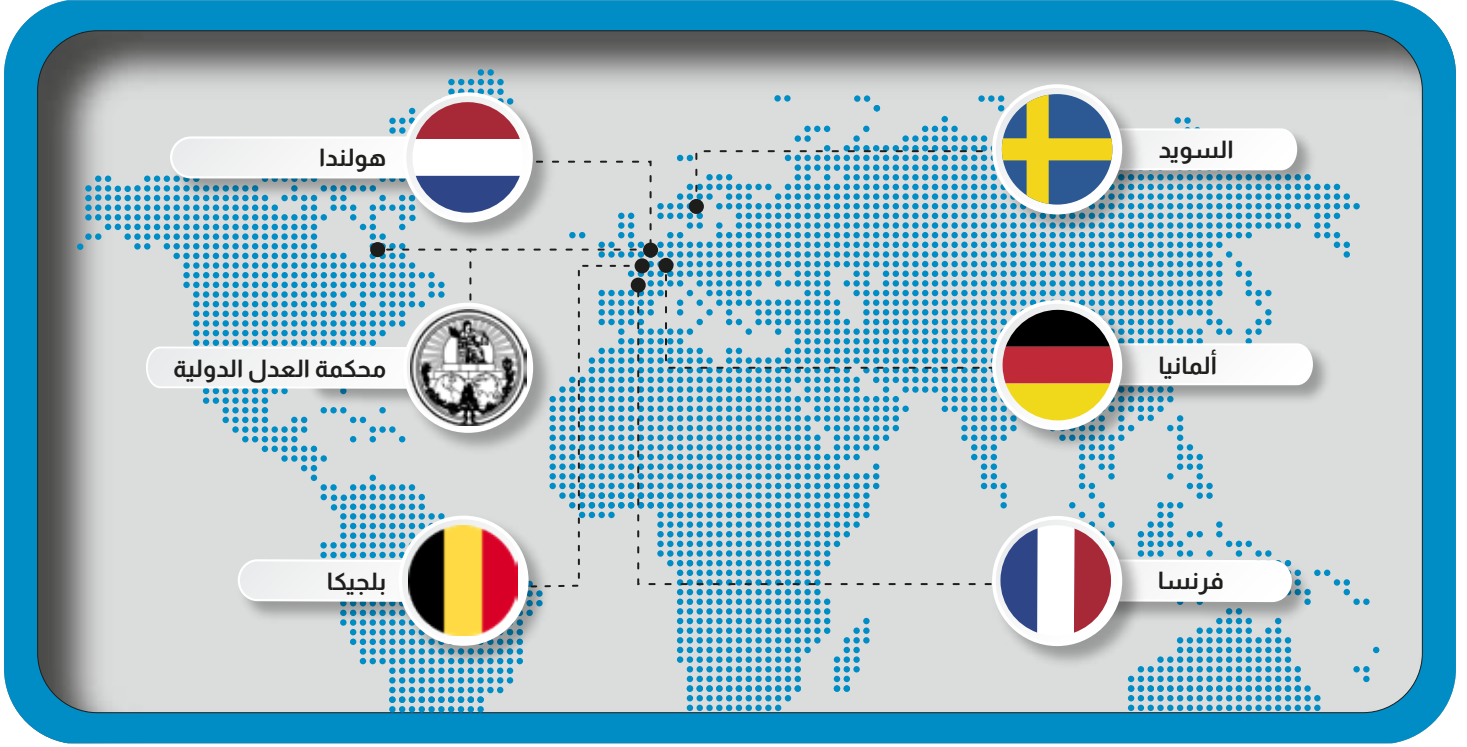 السويد
هولندا
ألمانيا
محكمة العدل الدولية
فرنسا
بلجيكا